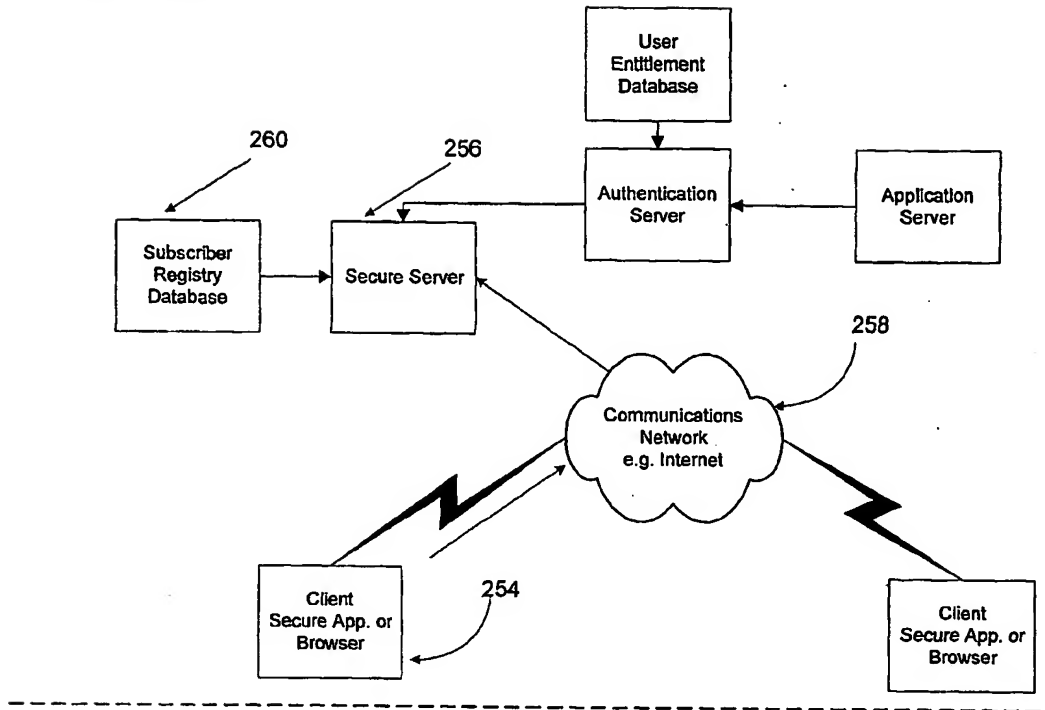 User
Entitlement
Database
260
256
Authentication
Server
Application
Server
Subscriber
Registry
Database
Secure Server
258
Communications
Network
e.g. Internet
254
Client
Secure App. or
Browser
Client
Secure App. or
Browser